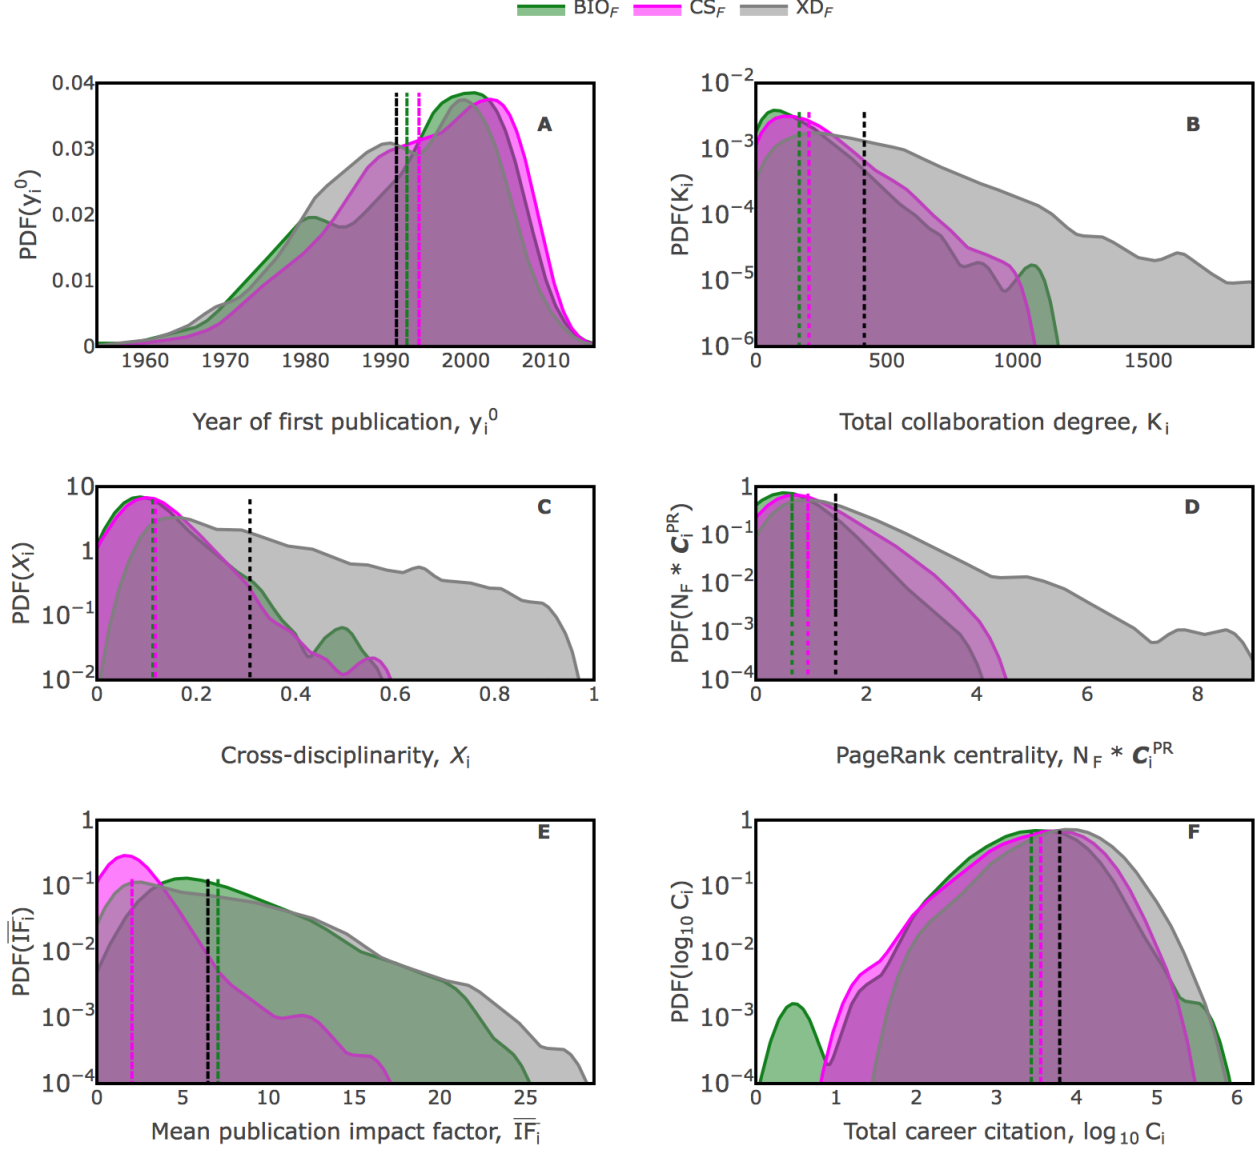 BIO_F CS_F XD_F
A
PDF(y_i^0)
0.04
0.03
0.02
0.01
0
1960 1970 1980 1990 2000 2010
Year of first publication, y_i^0
B
PDF(K_i)
10^−2
10^−3
10^−4
10^−5
10^−6
0 500 1000 1500
Total collaboration degree, K_i
C
PDF(X_i)
10
1
10^−1
10^−2
0 0.2 0.4 0.6 0.8 1
Cross-disciplinarity, X_i
D
PDF(N_F * C_i^PR)
1
10^−1
10^−2
10^−3
10^−4
0 2 4 6 8
PageRank centrality, N_F * C_i^PR
E
PDF(I̅F̅_i)
1
10^−1
10^−2
10^−3
10^−4
0 5 10 15 20 25
Mean publication impact factor, I̅F̅_i
F
PDF(log_10 C_i)
1
10^−1
10^−2
10^−3
10^−4
0 1 2 3 4 5 6
Total career citation, log_10 C_i